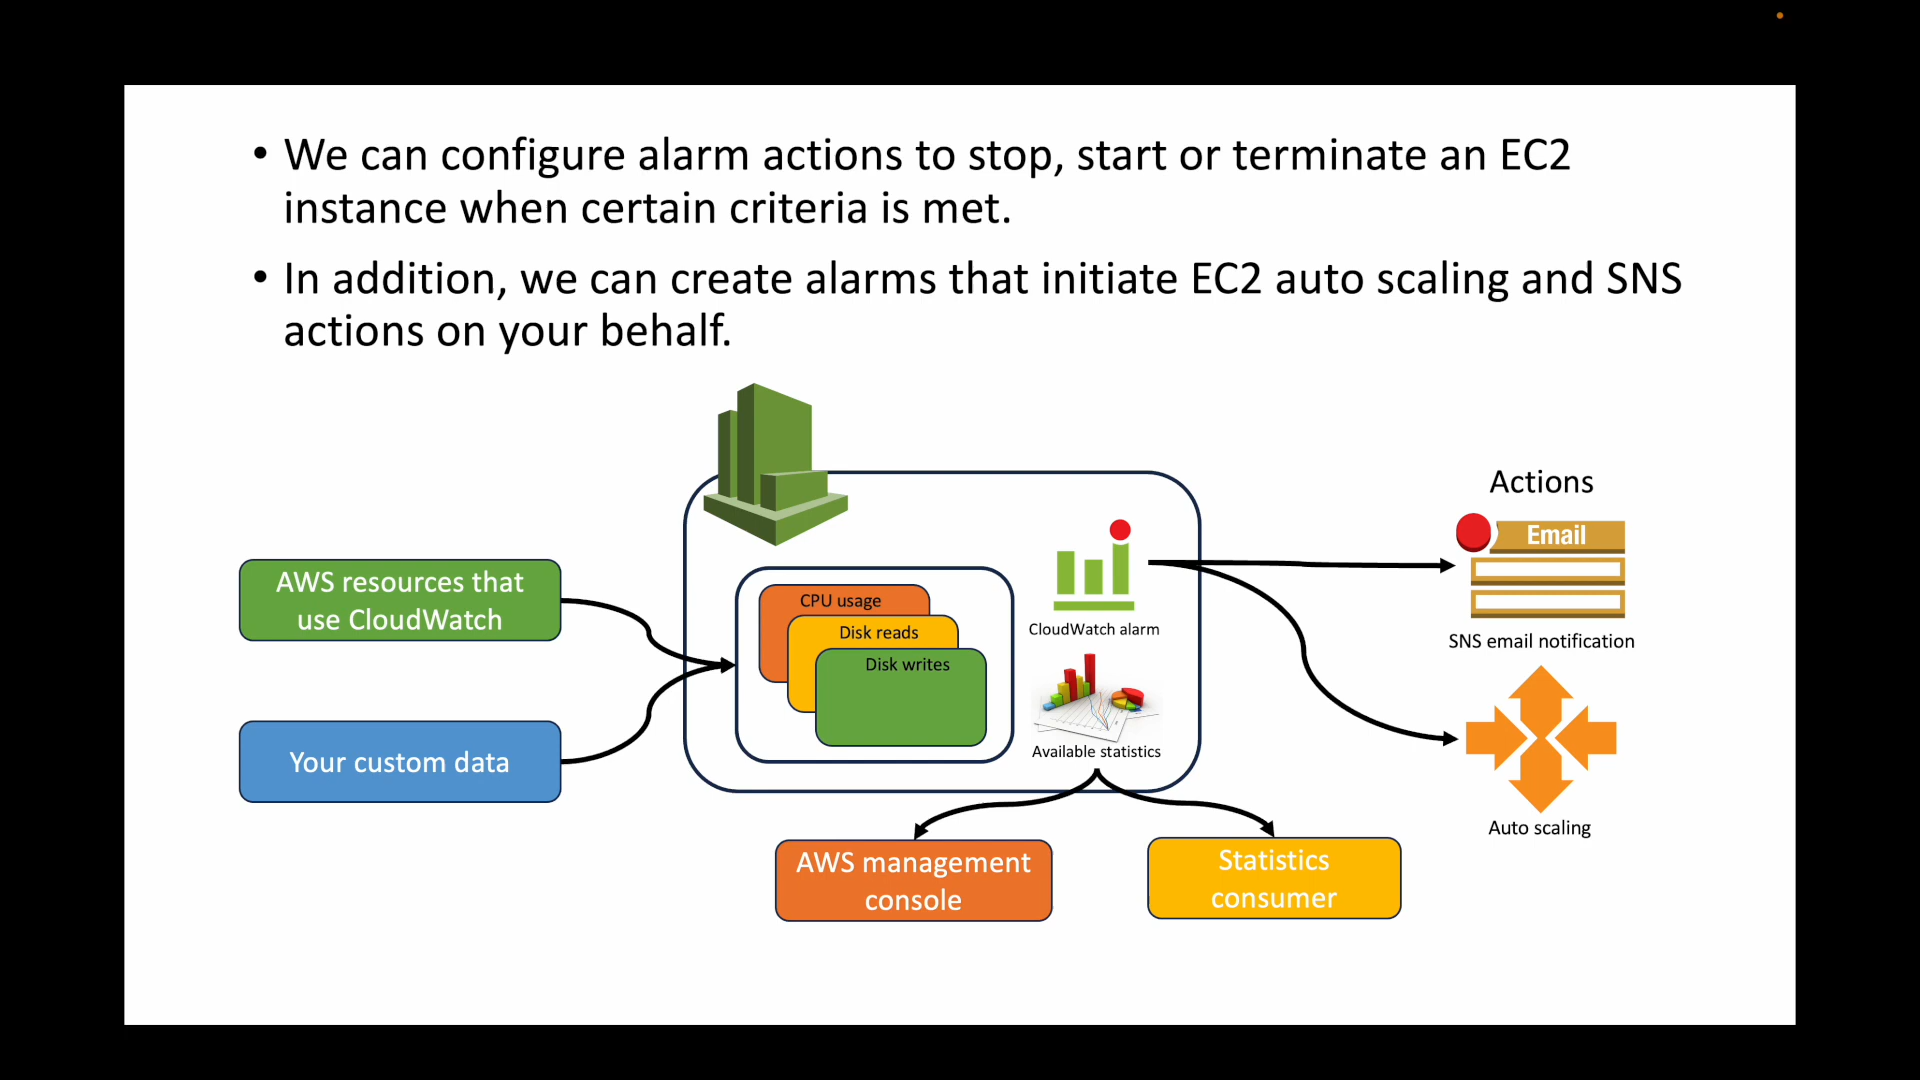 • We can configure alarm actions to stop, start or terminate an EC2
instance when certain criteria is met.
• In addition, we can create alarms that initiate EC2 auto scaling and SNS
actions on your behalf.
Actions
Email
SNS email notification
AWS resources that
use CloudWatch
CPU usage
Disk reads
Disk writes
CloudWatch alarm
Your custom data
Available statistics
Auto scaling
AWS management
console
Statistics
consumer